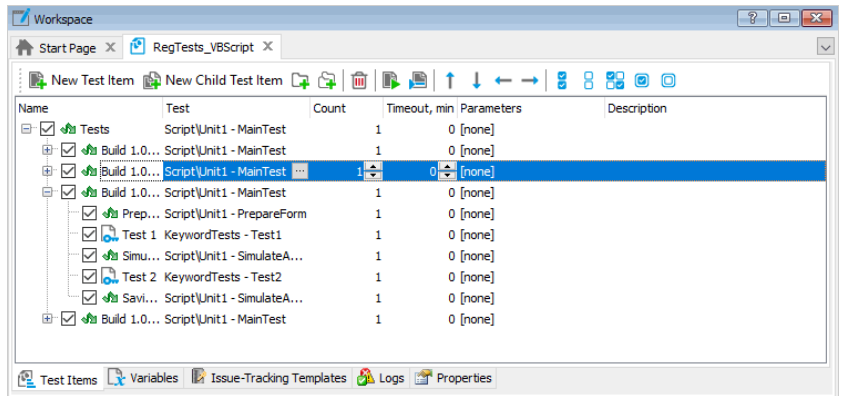 Workspace
Start Page X RegTests_VBScript X
New Test Item New Child Test Item
Name Test Count Timeout, min Parameters Description
Tests Script\Unit1 - MainTest 1 0 [none]
Build 1.0... Script\Unit1 - MainTest 1 0 [none]
Build 1.0... Script\Unit1 - MainTest ... 1 0 [none]
Build 1.0... Script\Unit1 - MainTest 1 0 [none]
Prep... Script\Unit1 - PrepareForm 1 0 [none]
Test 1 KeywordTests - Test1 1 0 [none]
Simu... Script\Unit1 - SimulateA... 1 0 [none]
Test 2 KeywordTests - Test2 1 0 [none]
Savi... Script\Unit1 - SimulateA... 1 0 [none]
Build 1.0... Script\Unit1 - MainTest 1 0 [none]
Test Items Variables Issue-Tracking Templates Logs Properties